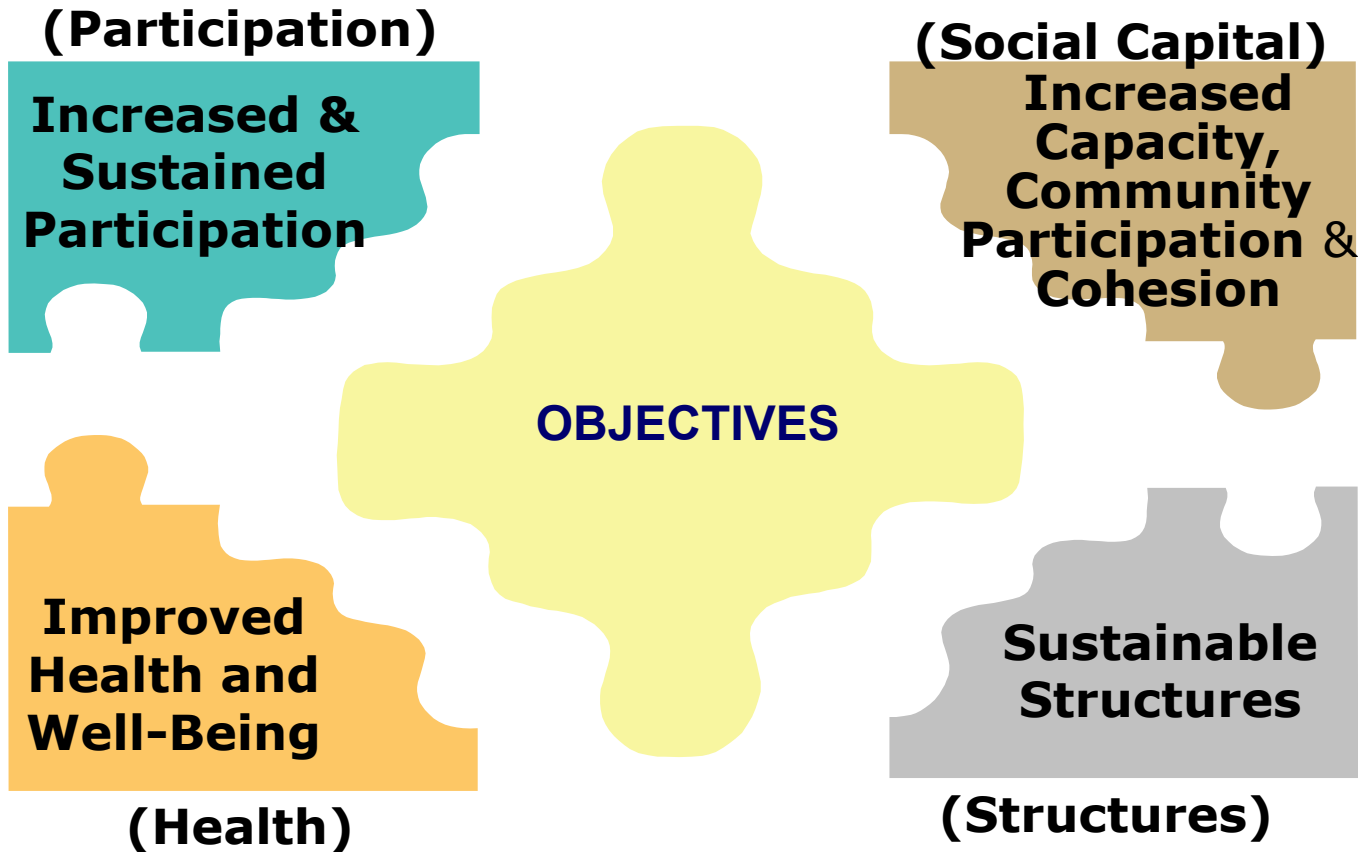 (Participation)
Increased &
Sustained
Participation
(Social Capital)
Increased
Capacity,
Community
Participation &
Cohesion
OBJECTIVES
Improved
Health and
Well-Being
(Health)
Sustainable
Structures
(Structures)